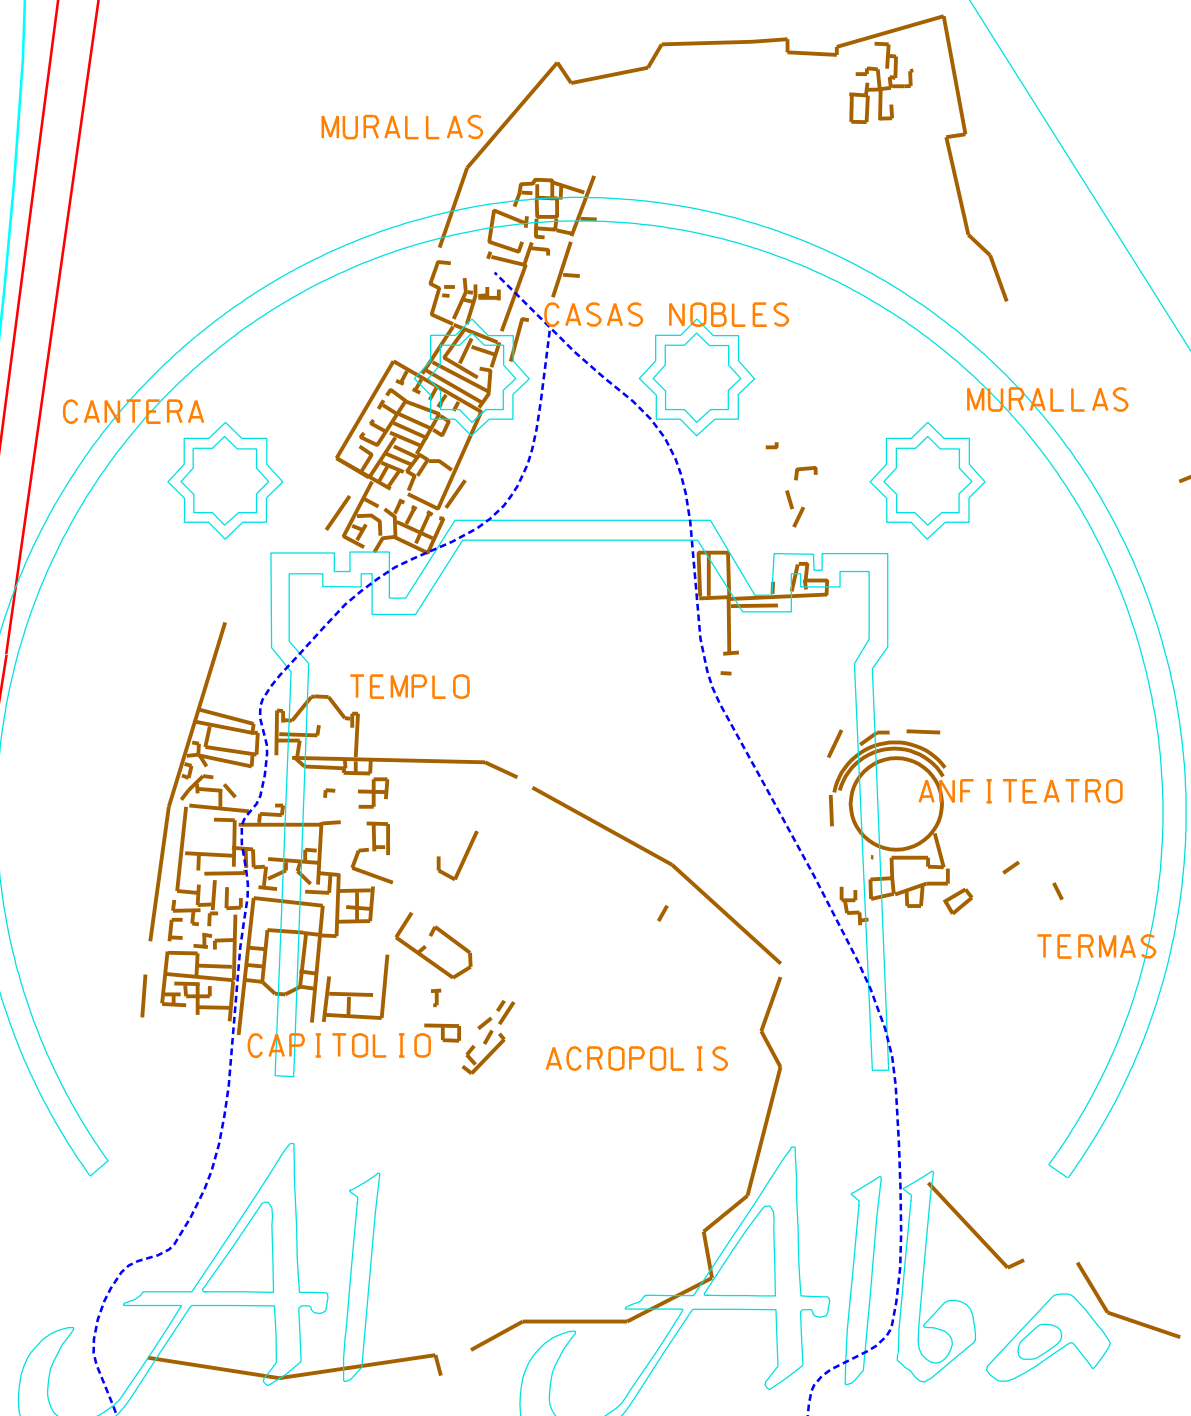 MURALLAS
CASAS NOBLES
CANTERA
MURALLAS
TEMPLO
ANFITEATRO
TERMAS
CAPITOLIO
ACROPOLIS
Al Alba